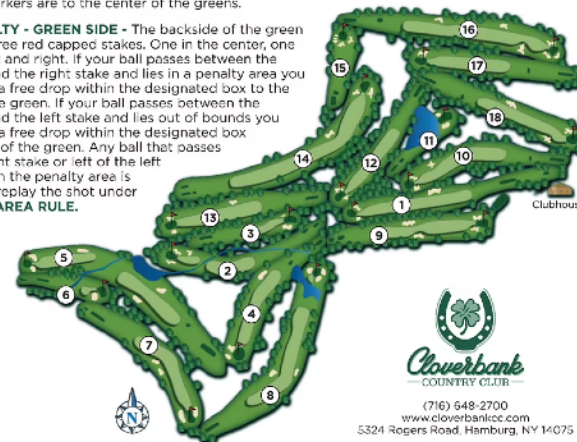 rkers are to the center of the greens.
LTY - GREEN SIDE - The backside of the green
ree red capped stakes. One in the center, one
t and right. If your ball passes between the
nd the right stake and lies in a penalty area you
a free drop within the designated box to the
e green. If your ball passes between the
nd the left stake and lies out of bounds you
a free drop within the designated box
of the green. Any ball that passes
nt stake or left of the left
n the penalty area is
replay the shot under
AREA RULE.
16
15
17
18
11
14
12
10
13
1
Clubhous
3
9
5
2
6
4
7
8
N
Cloverbank
COUNTRY CLUB
(716) 648-2700
www.cloverbankcc.com
5324 Rogers Road, Hamburg, NY 14075